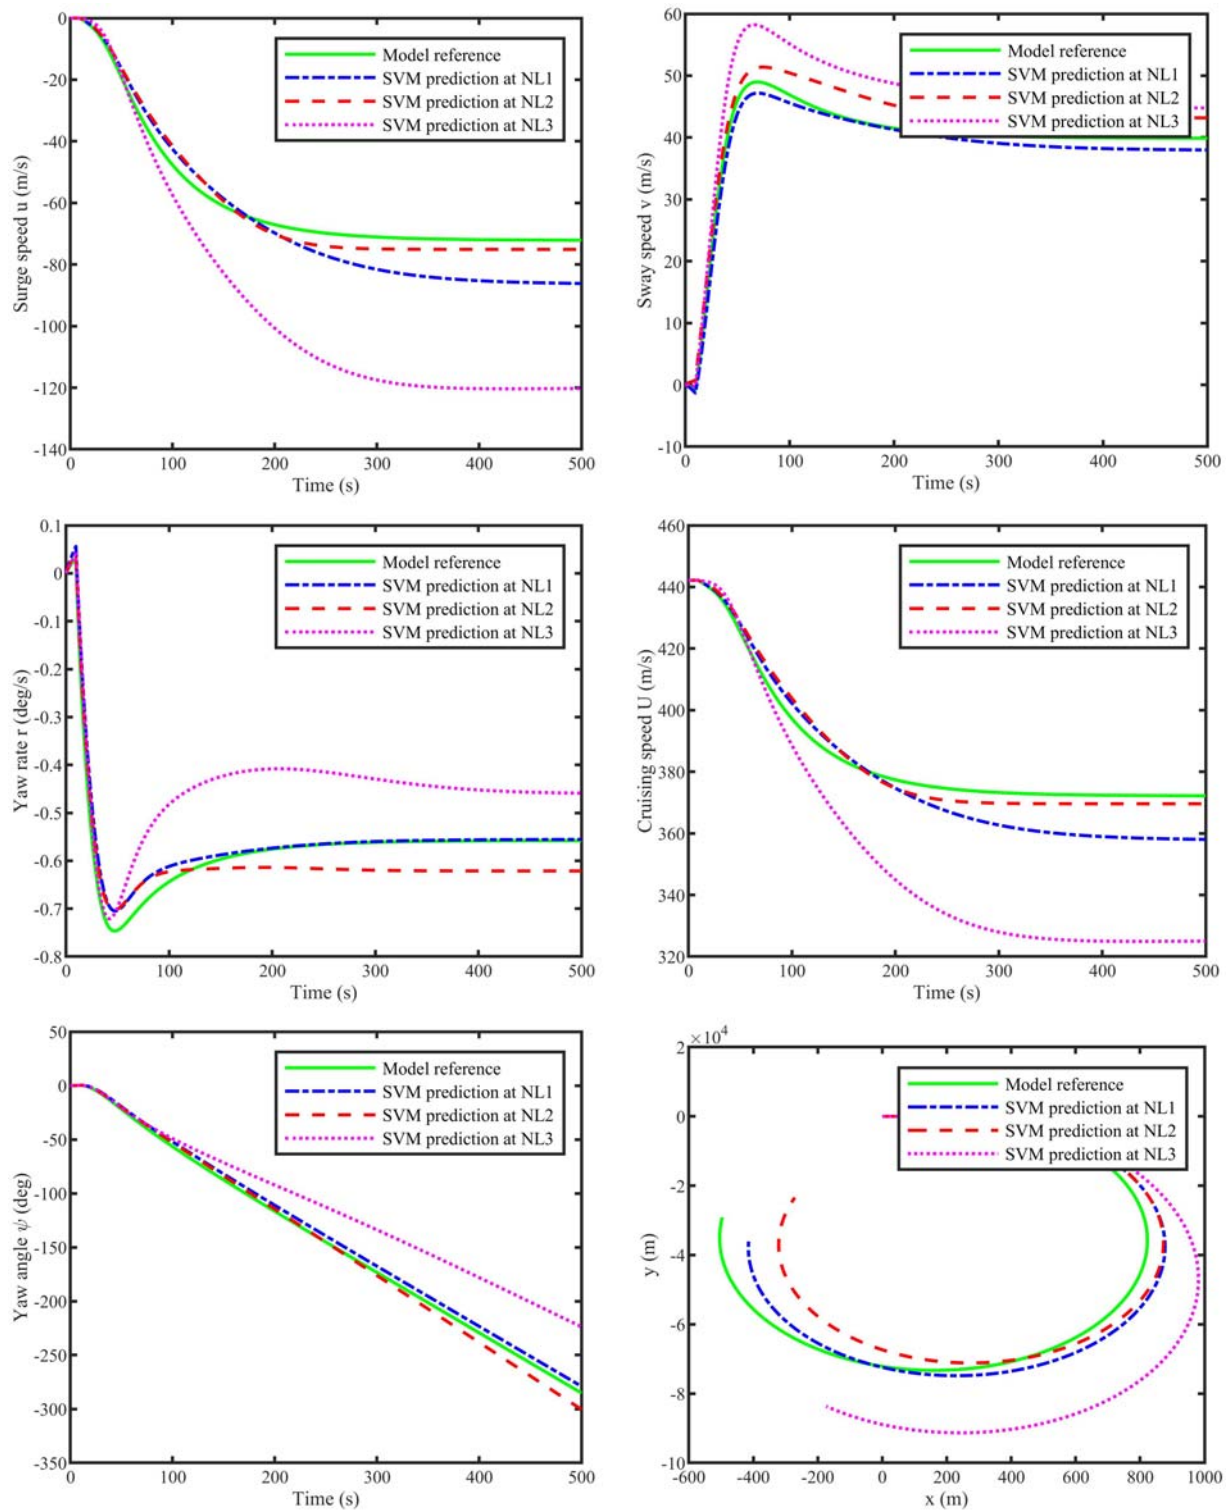 0
-20
-40
-60
-80
-100
-120
-140
Surge speed u (m/s)
Model reference
SVM prediction at NL1
SVM prediction at NL2
SVM prediction at NL3
0 100 200 300 400 500
Time (s)
60
50
40
30
20
10
0
-10
Sway speed v (m/s)
Model reference
SVM prediction at NL1
SVM prediction at NL2
SVM prediction at NL3
0 100 200 300 400 500
Time (s)
0.1
0
-0.1
-0.2
-0.3
-0.4
-0.5
-0.6
-0.7
-0.8
Yaw rate r (deg/s)
Model reference
SVM prediction at NL1
SVM prediction at NL2
SVM prediction at NL3
0 100 200 300 400 500
Time (s)
460
440
420
400
380
360
340
320
Cruising speed U (m/s)
Model reference
SVM prediction at NL1
SVM prediction at NL2
SVM prediction at NL3
0 100 200 300 400 500
Time (s)
50
0
-50
-100
-150
-200
-250
-300
-350
Yaw angle ψ (deg)
Model reference
SVM prediction at NL1
SVM prediction at NL2
SVM prediction at NL3
0 100 200 300 400 500
Time (s)
×10⁴
2
0
-2
-4
-6
-8
-10
y (m)
Model reference
SVM prediction at NL1
SVM prediction at NL2
SVM prediction at NL3
-600 -400 -200 0 200 400 600 800 1000
x (m)